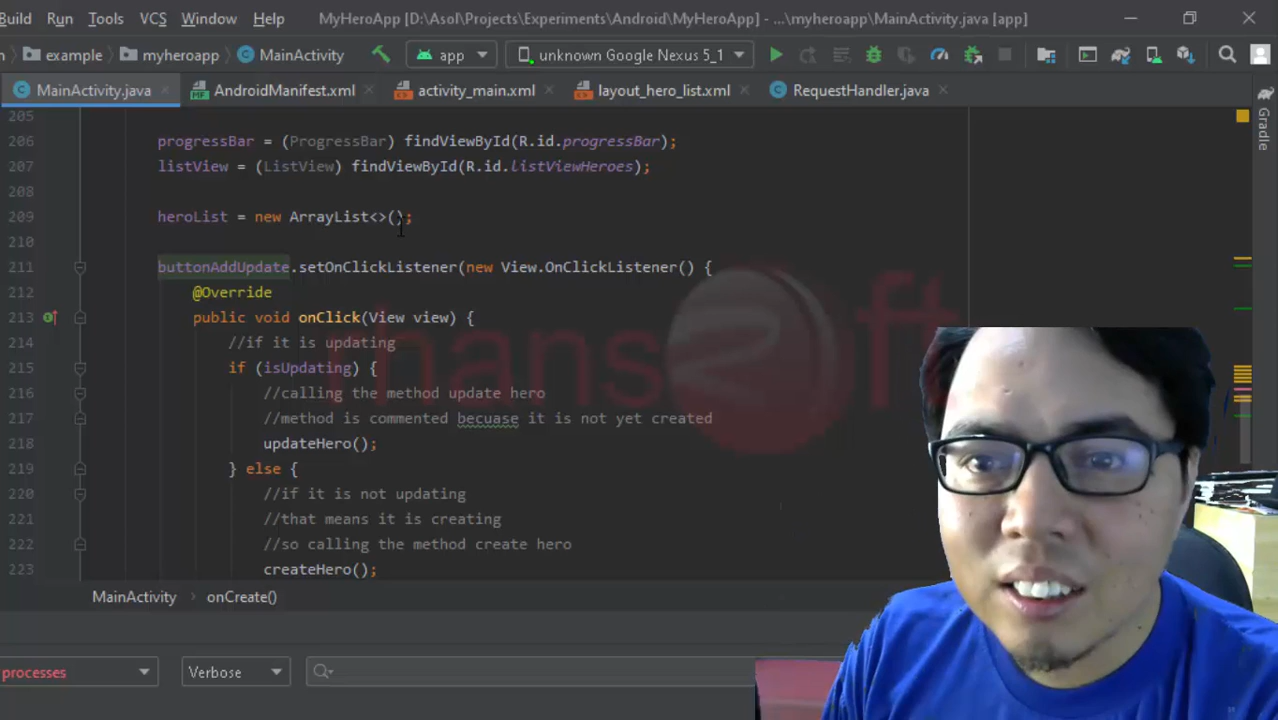 Build Run Tools VCS Window Help MyHeroApp [D:\Asol\Projects\Experiments\Android\MyHeroApp] - ...\myheroapp\MainActivity.java [app]
example myheroapp MainActivity app unknown Google Nexus 5_1
MainActivity.java AndroidManifest.xml activity_main.xml layout_hero_list.xml RequestHandler.java
Gradle
205
206 progressBar = (ProgressBar) findViewById(R.id.progressBar);
207 listView = (ListView) findViewById(R.id.listViewHeroes);
208
209 heroList = new ArrayList<>();
210
211 buttonAddUpdate.setOnClickListener(new View.OnClickListener() {
212 @Override
213 public void onClick(View view) {
214 //if it is updating
215 if (isUpdating) {
216 //calling the method update hero
217 //method is commented becuase it is not yet created
218 updateHero();
219 } else {
220 //if it is not updating
221 //that means it is creating
222 //so calling the method create hero
223 createHero();
MainActivity onCreate()
processes Verbose